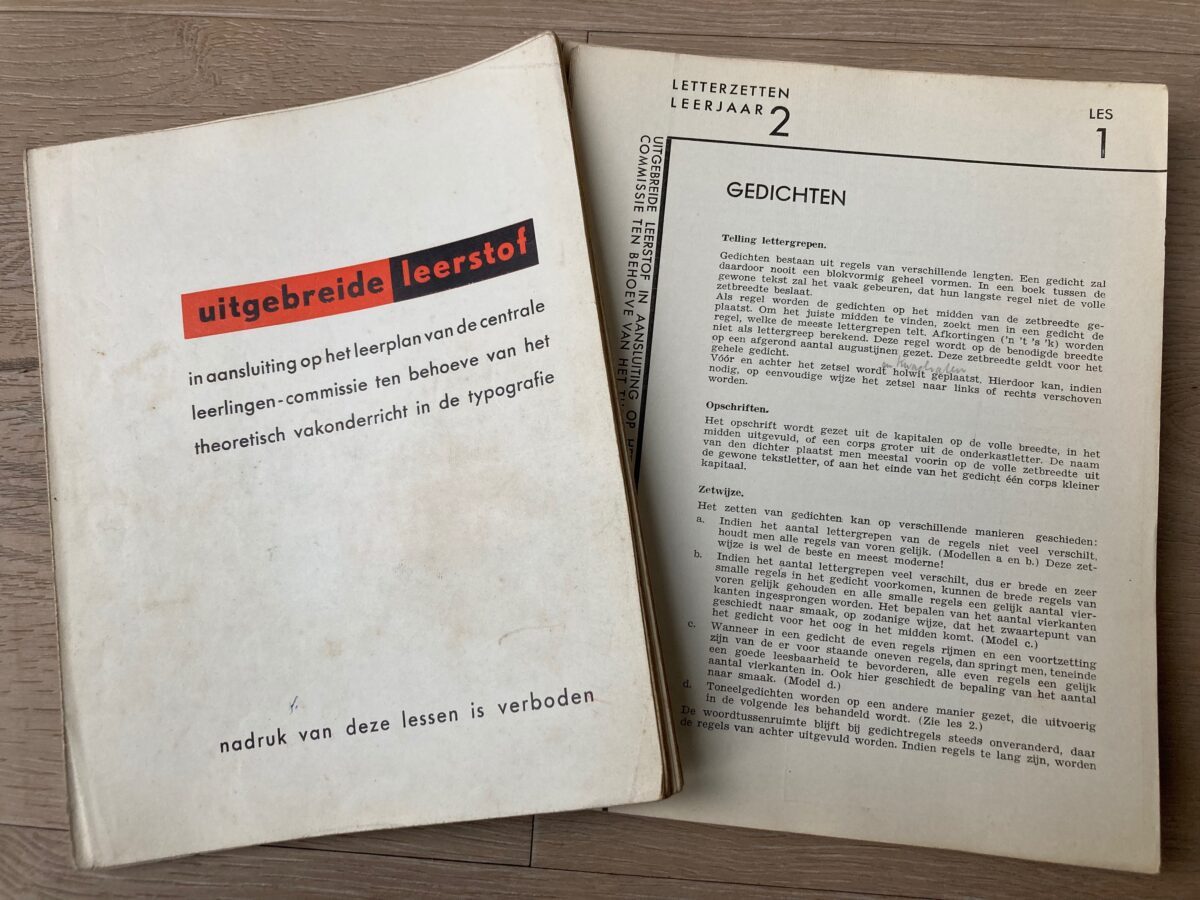 uitgebreide leerstof
in aansluiting op het leerplan van de centrale
leerlingen-commissie ten behoeve van het
theoretisch vakonderricht in de typografie
nadruk van deze lessen is verboden
LETTERZETTEN
LEERJAAR 2
LES
1
UITGEBREIDE LEERSTOF IN AANSLUITING OP
COMMISSIE TEN BEHOEVE VAN HET
GEDICHTEN
Telling lettergrepen.
Gedichten bestaan uit regels van verschillende lengten. Een gedicht zal
daardoor nooit een blokvormig geheel vormen. In een boek tussen de
gewone tekst zal het vaak gebeuren, dat hun langste regel niet de volle
zetbreedte beslaat.
Als regel worden de gedichten op het midden van de zetbreedte ge-
plaatst. Om het juiste midden te vinden, zoekt men in een gedicht de
regel, welke de meeste lettergrepen telt. Afkortingen ('n 't 's 'k) worden
niet als lettergreep berekend. Deze regel wordt op de benodigde breedte
op een afgerond aantal augustijnen gezet. Deze zetbreedte geldt voor het
gehele gedicht.
en kwadraten
Vóór en achter het zetsel wordt holwit geplaatst. Hierdoor kan, indien
nodig, op eenvoudige wijze het zetsel naar links of rechts verschoven
worden.
Opschriften.
Het opschrift wordt gezet uit de kapitalen op de volle breedte, in het
midden uitgevuld, of een corps groter uit de onderkastletter. De naam
van den dichter plaatst men meestal voorin op de volle zetbreedte uit
de gewone tekstletter, of aan het einde van het gedicht één corps kleiner
kapitaal.
Zetwijze.
Het zetten van gedichten kan op verschillende manieren geschieden:
a. Indien het aantal lettergrepen van de regels niet veel verschilt,
houdt men alle regels van voren gelijk. (Modellen a en b.) Deze zet-
wijze is wel de beste en meest moderne!
b. Indien het aantal lettergrepen veel verschilt, dus er brede en zeer
smalle regels in het gedicht voorkomen, kunnen de brede regels van
voren gelijk gehouden en alle smalle regels een gelijk aantal vier-
kanten ingesprongen worden. Het bepalen van het aantal vierkanten
geschiedt naar smaak, op zodanige wijze, dat het zwaartepunt van
het gedicht voor het oog in het midden komt. (Model c.)
c. Wanneer in een gedicht de even regels rijmen en een voortzetting
zijn van de er voor staande oneven regels, dan springt men, teneinde
een goede leesbaarheid te bevorderen, alle even regels een gelijk
aantal vierkanten in. Ook hier geschiedt de bepaling van het aantal
naar smaak. (Model d.)
d. Toneelgedichten worden op een andere manier gezet, die uitvoerig
in de volgende les behandeld wordt. (Zie les 2.)
De woordtussenruimte blijft bij gedichtregels steeds onveranderd, daar
de regels van achter uitgevuld worden. Indien regels te lang zijn, worden